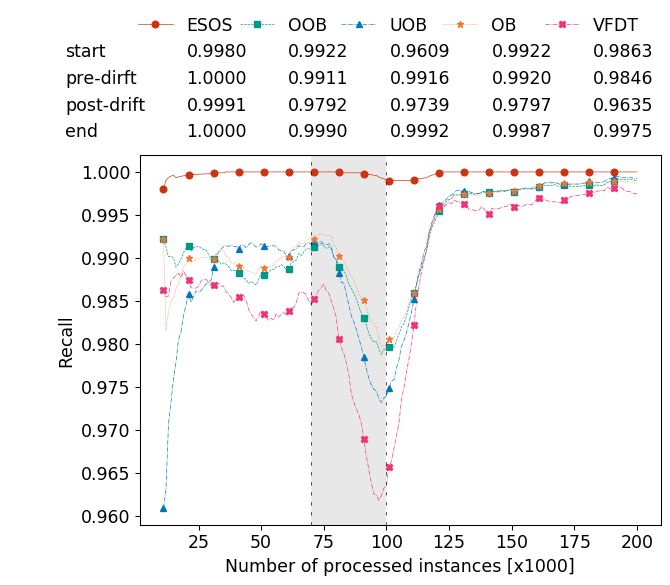 ESOS OOB UOB OB VFDT
start 0.9980 0.9922 0.9609 0.9922 0.9863
pre-dirft 1.0000 0.9911 0.9916 0.9920 0.9846
post-drift 0.9991 0.9792 0.9739 0.9797 0.9635
end 1.0000 0.9990 0.9992 0.9987 0.9975
1.000
0.995
0.990
0.985
0.980
0.975
0.970
0.965
0.960
Recall
25 50 75 100 125 150 175 200
Number of processed instances [x1000]